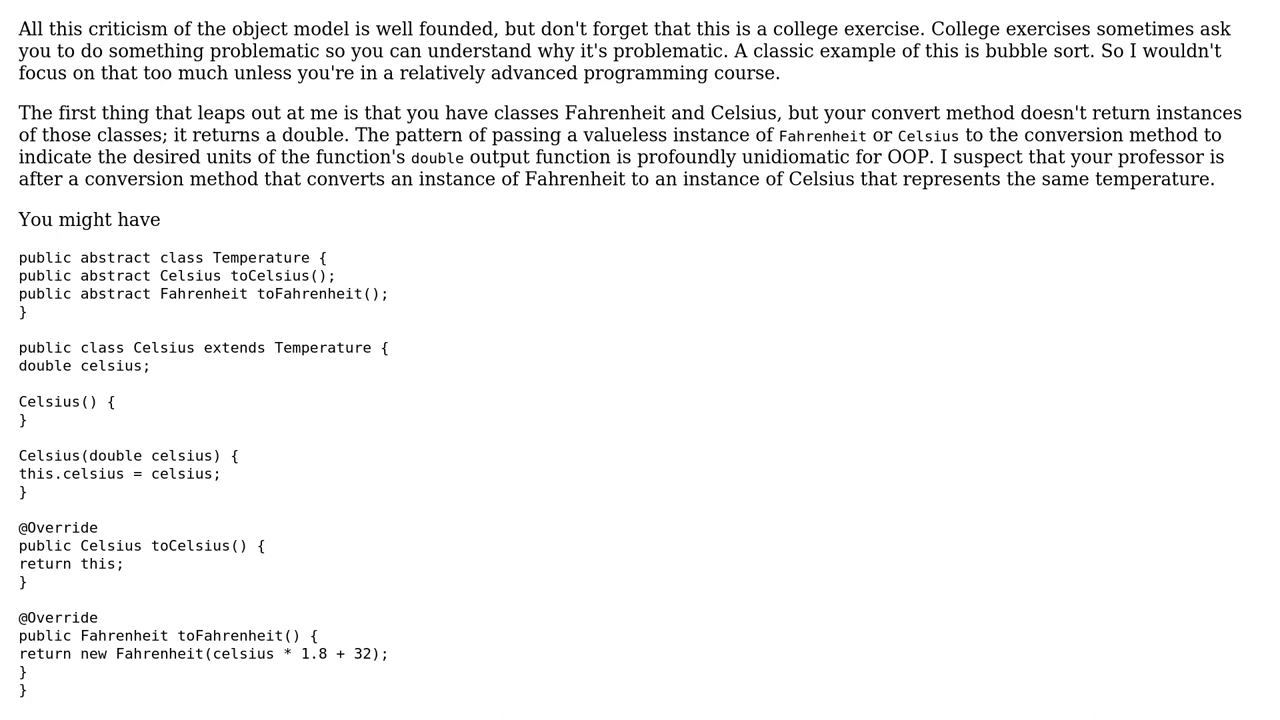 All this criticism of the object model is well founded, but don't forget that this is a college exercise. College exercises sometimes ask
you to do something problematic so you can understand why it's problematic. A classic example of this is bubble sort. So I wouldn't
focus on that too much unless you're in a relatively advanced programming course.
The first thing that leaps out at me is that you have classes Fahrenheit and Celsius, but your convert method doesn't return instances
of those classes; it returns a double. The pattern of passing a valueless instance of Fahrenheit or Celsius to the conversion method to
indicate the desired units of the function's double output function is profoundly unidiomatic for OOP. I suspect that your professor is
after a conversion method that converts an instance of Fahrenheit to an instance of Celsius that represents the same temperature.
You might have
public abstract class Temperature {
public abstract Celsius toCelsius();
public abstract Fahrenheit toFahrenheit();
}
public class Celsius extends Temperature {
double celsius;
Celsius() {
}
Celsius(double celsius) {
this.celsius = celsius;
}
@Override
public Celsius toCelsius() {
return this;
}
@Override
public Fahrenheit toFahrenheit() {
return new Fahrenheit(celsius * 1.8 + 32);
}
}